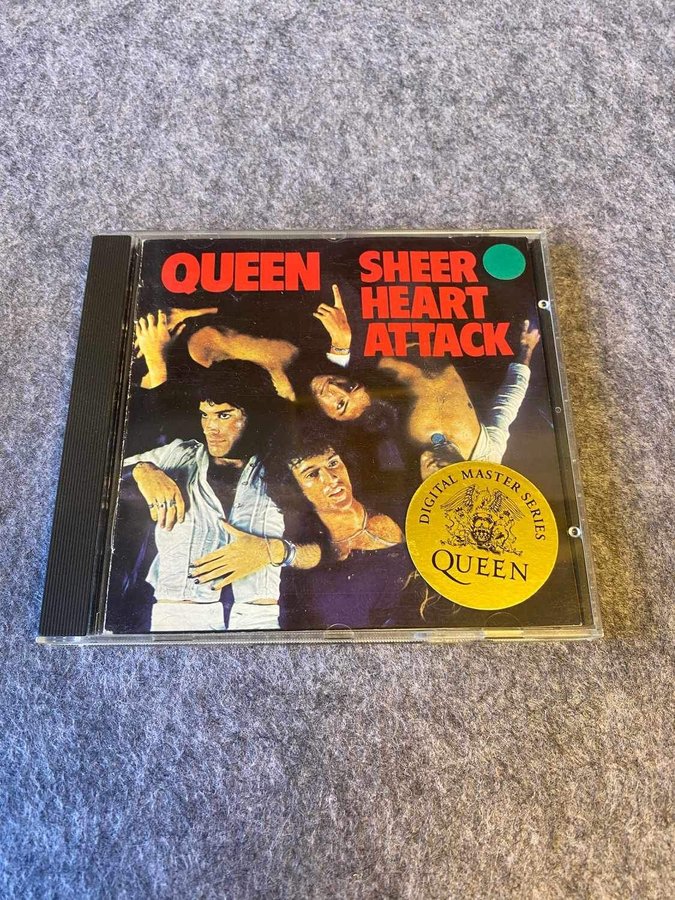 QUEEN
SHEER
HEART
ATTACK
DIGITAL MASTER SERIES
QUEEN